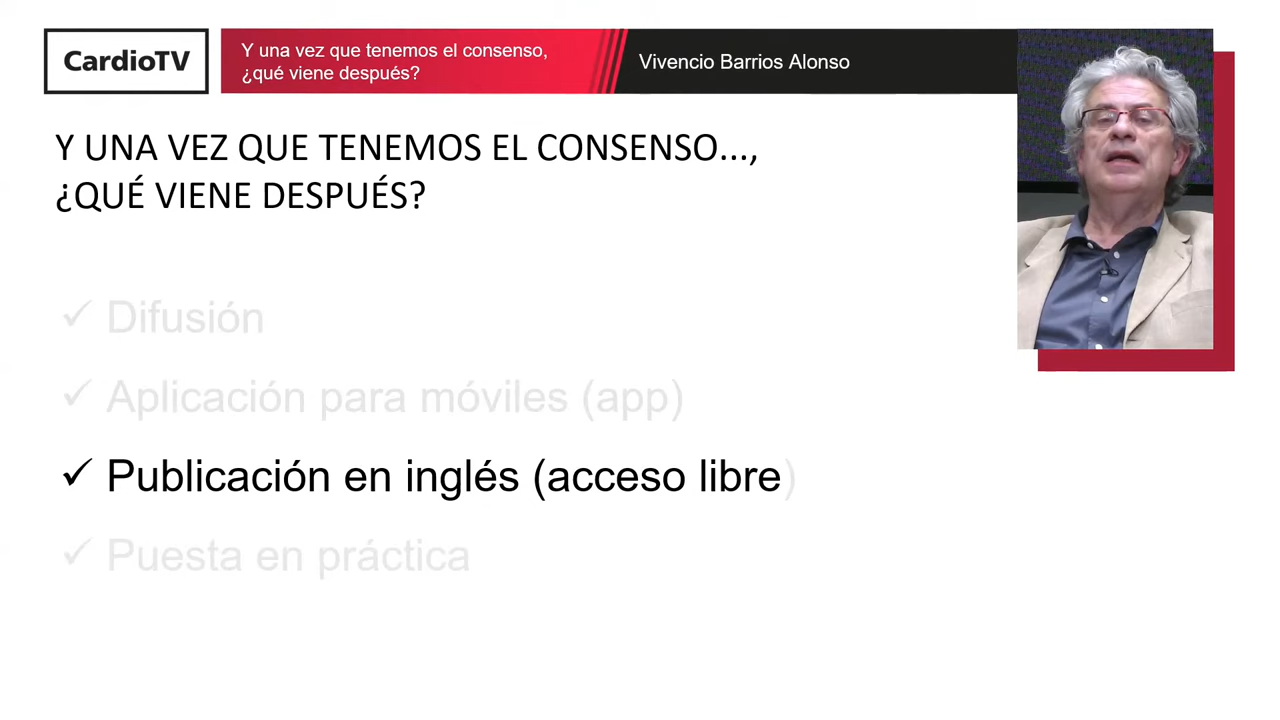 CardioTV
Y una vez que tenemos el consenso,
¿qué viene después?
Vivencio Barrios Alonso
Y UNA VEZ QUE TENEMOS EL CONSENSO...,
¿QUÉ VIENE DESPUÉS?
✓ Difusión
✓ Aplicación para móviles (app)
✓ Publicación en inglés (acceso libre)
✓ Puesta en práctica